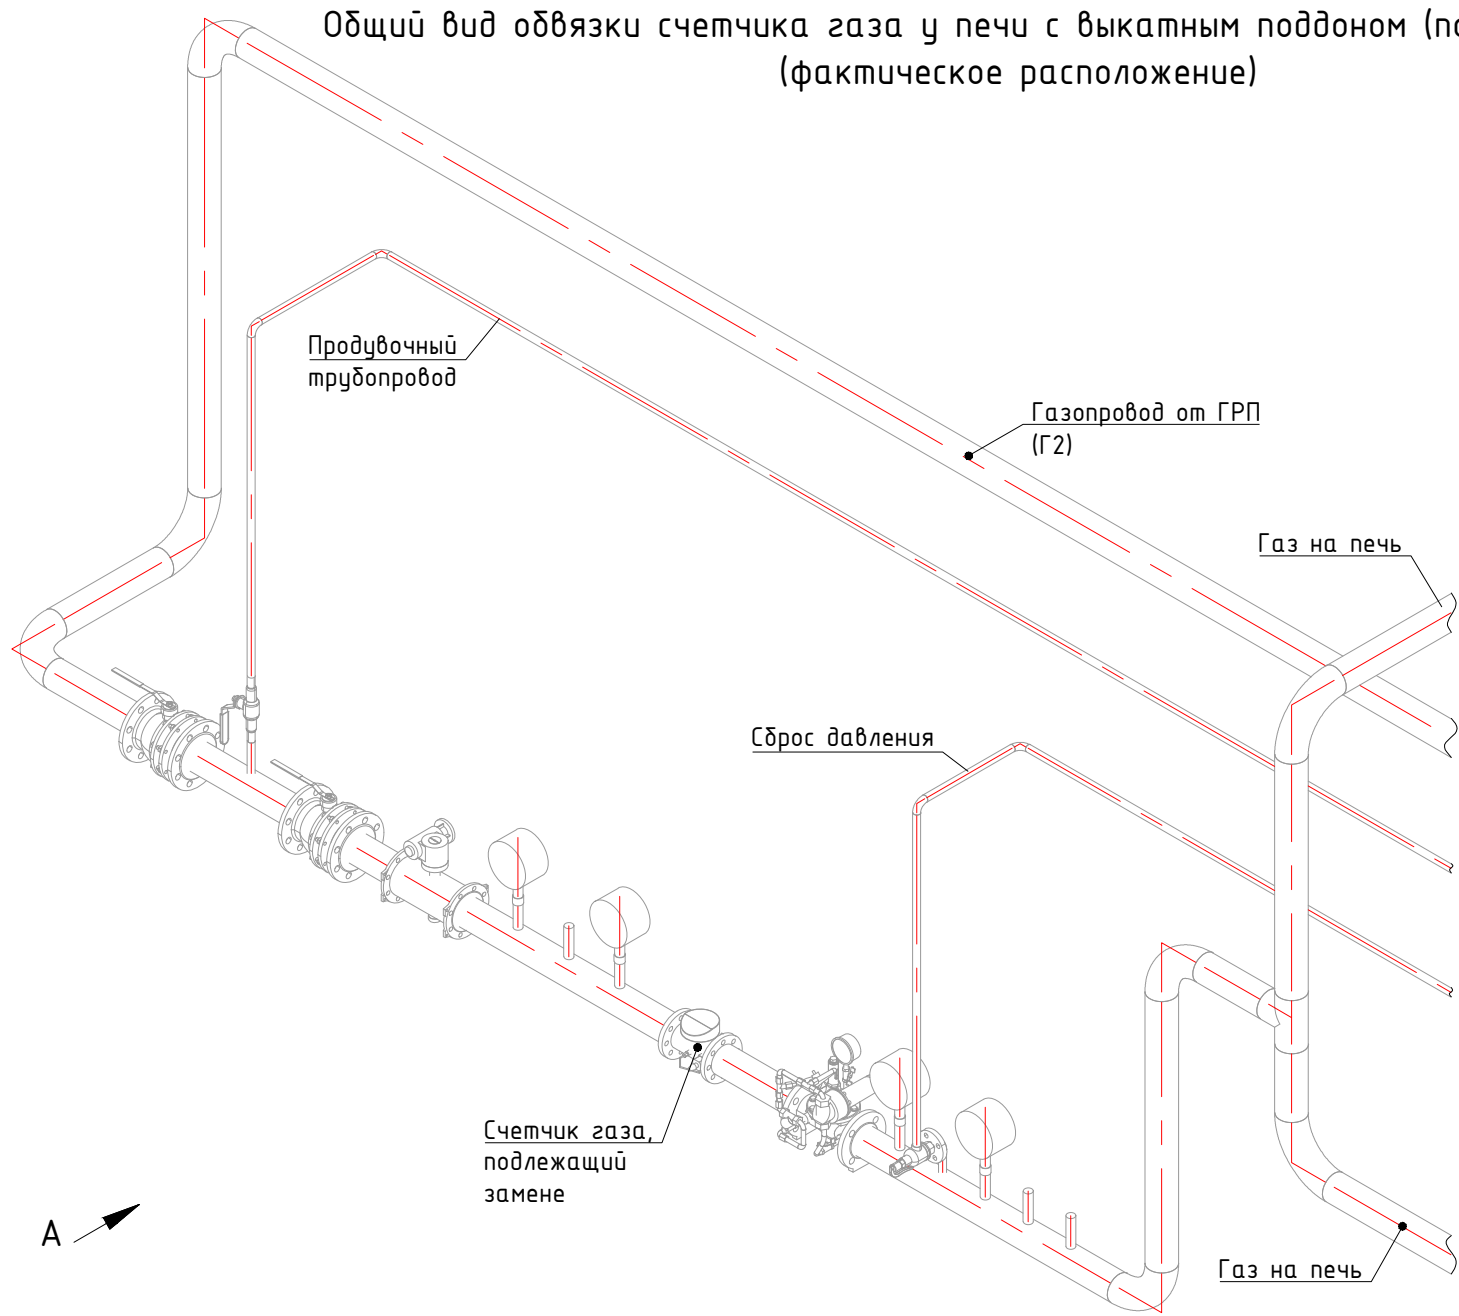 Общий вид обвязки счетчика газа у печи с выкатным поддоном
(фактическое расположение)
Продувочный
трубопровод
Газопровод от ГРП
(Г2)
Газ на печь
Сброс давления
Счетчик газа,
подлежащий
замене
А
Газ на печь